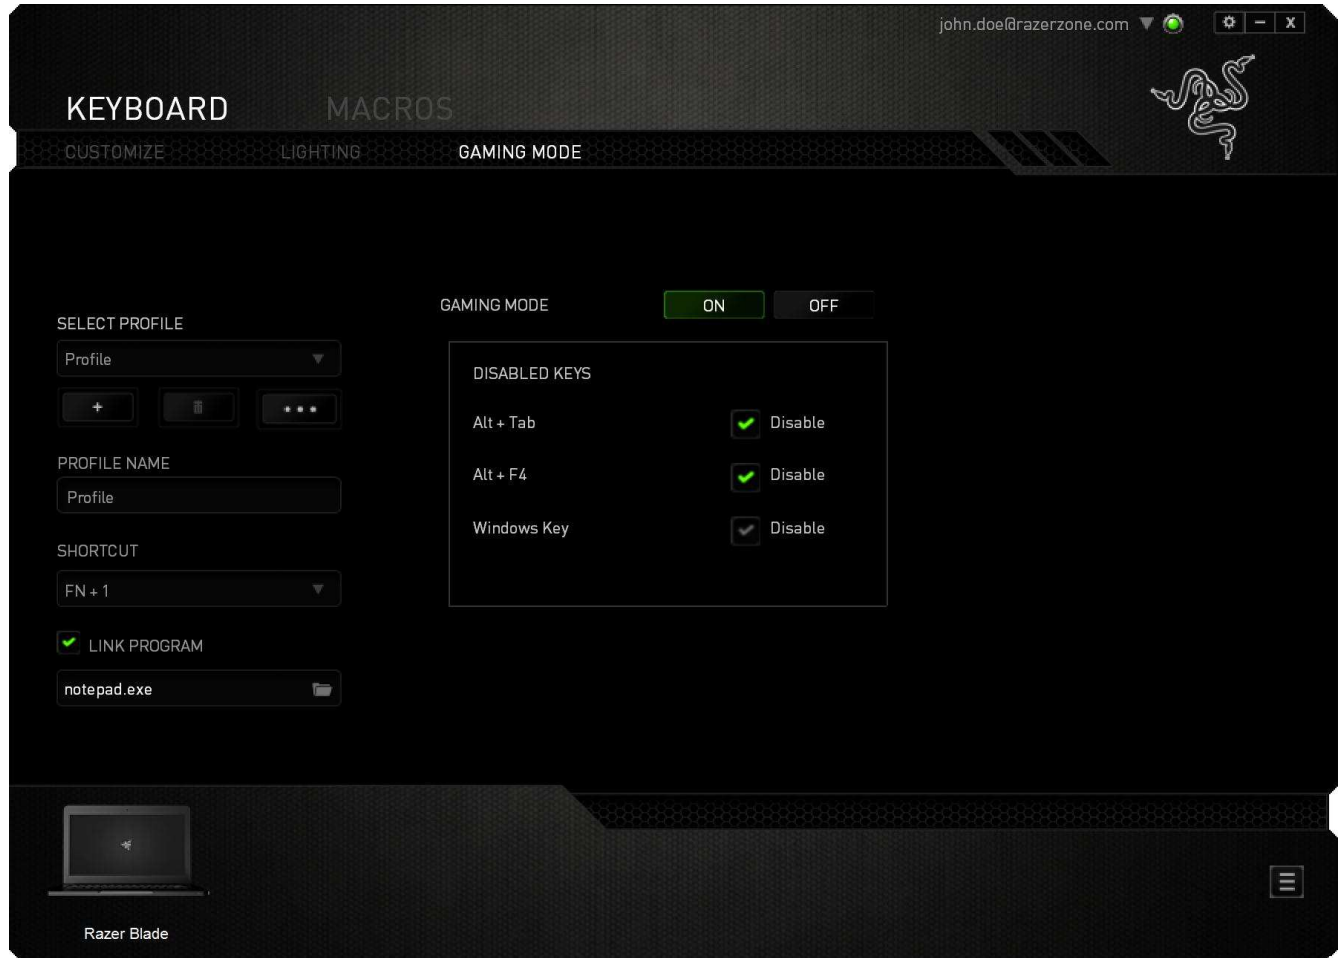 john.doe@razerzone.com
X
KEYBOARD MACROS
CUSTOMIZE LIGHTING GAMING MODE
GAMING MODE ON OFF
SELECT PROFILE
Profile
+
PROFILE NAME
Profile
SHORTCUT
FN + 1
LINK PROGRAM
notepad.exe
DISABLED KEYS
Alt + Tab Disable
Alt + F4 Disable
Windows Key Disable
Razer Blade